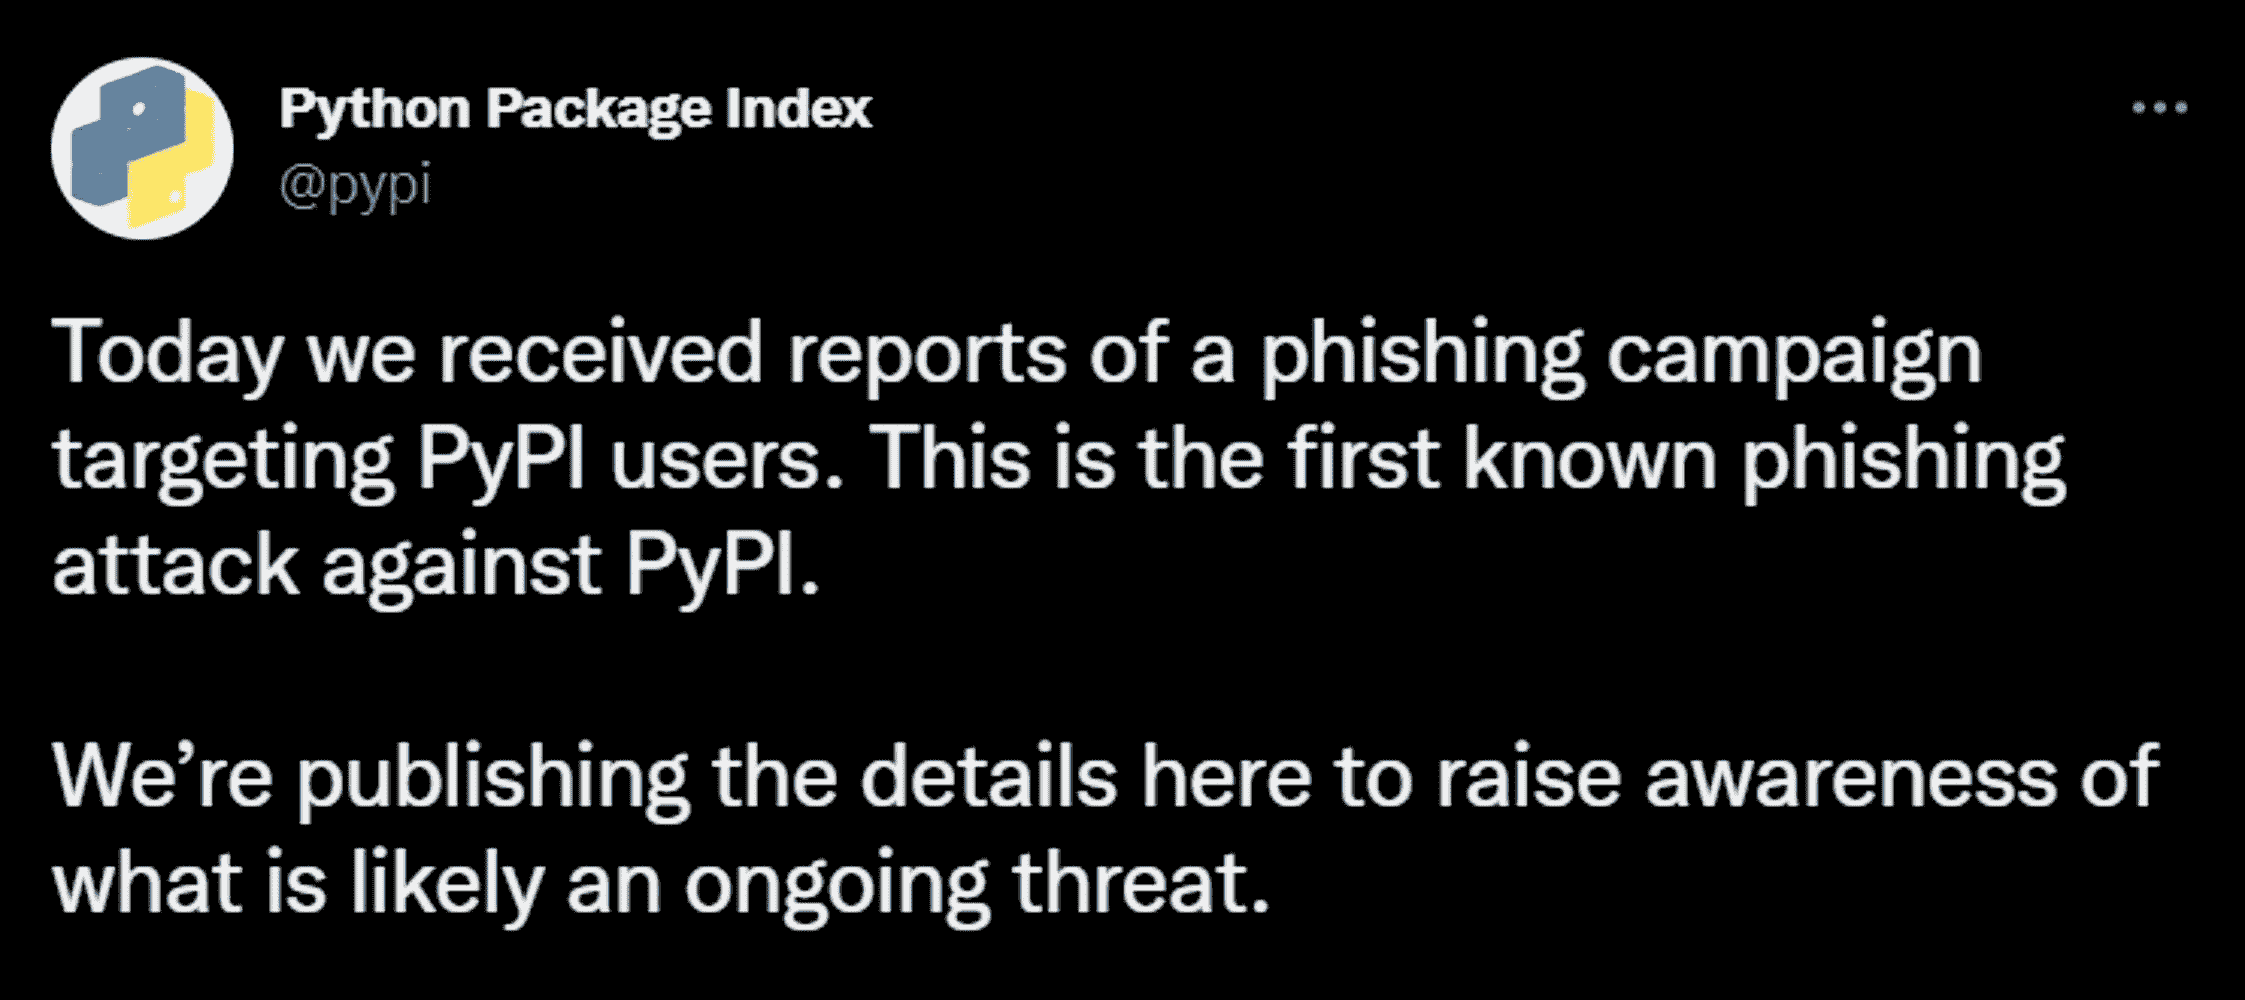 Python Package Index
@pypi
Today we received reports of a phishing campaign
targeting PyPI users. This is the first known phishing
attack against PyPI.
We’re publishing the details here to raise awareness of
what is likely an ongoing threat.